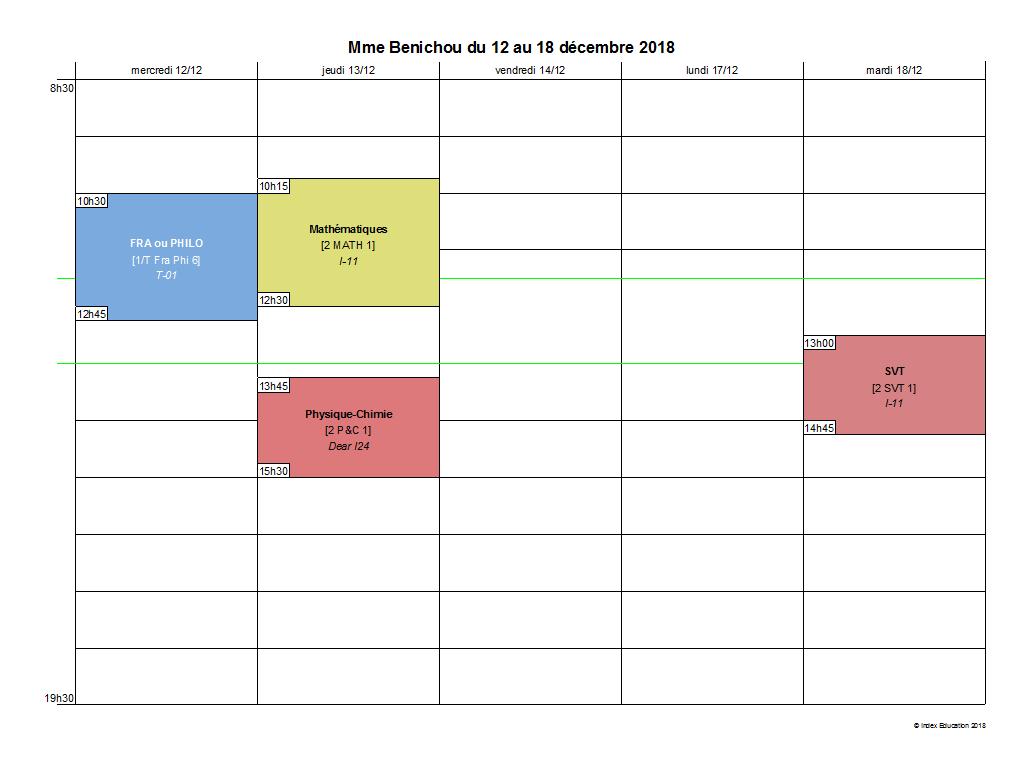 Mme Benichou du 12 au 18 décembre 2018
mercredi 12/12
jeudi 13/12
vendredi 14/12
lundi 17/12
mardi 18/12
8h30
10h30
FRA ou PHILO
[1/T Fra Phi 6]
T-01
12h45
10h15
Mathématiques
[2 MATH 1]
I-11
12h30
13h45
Physique-Chimie
[2 P&C 1]
Dear I24
15h30
13h00
SVT
[2 SVT 1]
I-11
14h45
19h30
© Index Education 2018